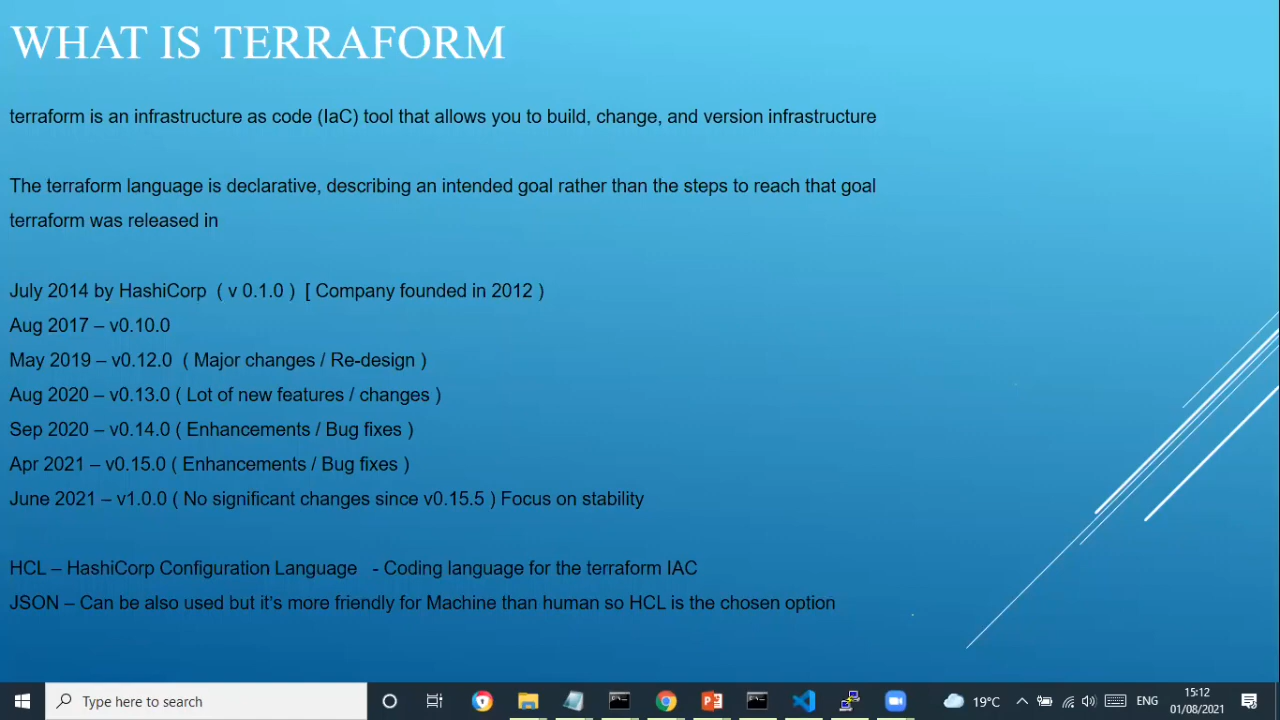 WHAT IS TERRAFORM
terraform is an infrastructure as code (IaC) tool that allows you to build, change, and version infrastructure
The terraform language is declarative, describing an intended goal rather than the steps to reach that goal
terraform was released in
July 2014 by HashiCorp ( v 0.1.0 ) [ Company founded in 2012 )
Aug 2017 – v0.10.0
May 2019 – v0.12.0 ( Major changes / Re-design )
Aug 2020 – v0.13.0 ( Lot of new features / changes )
Sep 2020 – v0.14.0 ( Enhancements / Bug fixes )
Apr 2021 – v0.15.0 ( Enhancements / Bug fixes )
June 2021 – v1.0.0 ( No significant changes since v0.15.5 ) Focus on stability
HCL – HashiCorp Configuration Language - Coding language for the terraform IAC
JSON – Can be also used but it's more friendly for Machine than human so HCL is the chosen option
Type here to search
19°C
ENG
15:12
01/08/2021